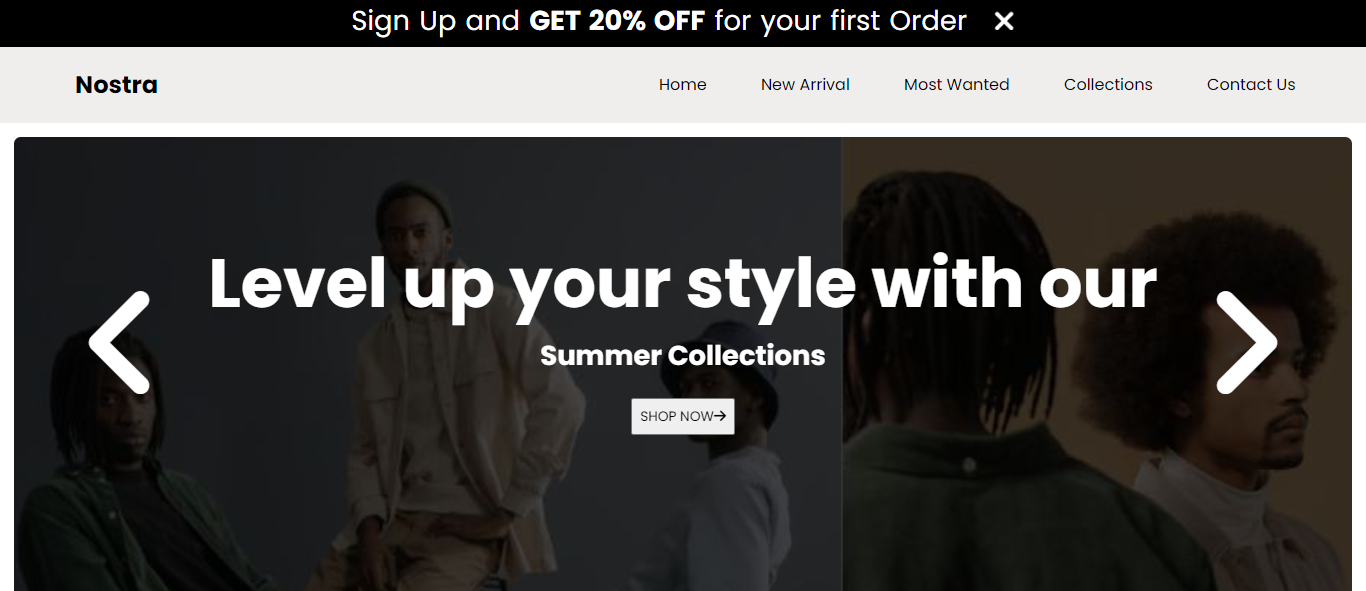 Sign Up and GET 20% OFF for your first Order
Nostra
Home New Arrival Most Wanted Collections Contact Us
Level up your style with our
Summer Collections
SHOP NOW